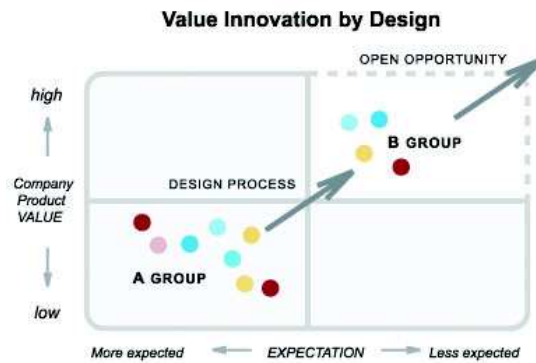 Value Innovation by Design
OPEN OPPORTUNITY
high
B GROUP
DESIGN PROCESS
Company
Product
VALUE
A GROUP
low
More expected
EXPECTATION
Less expected